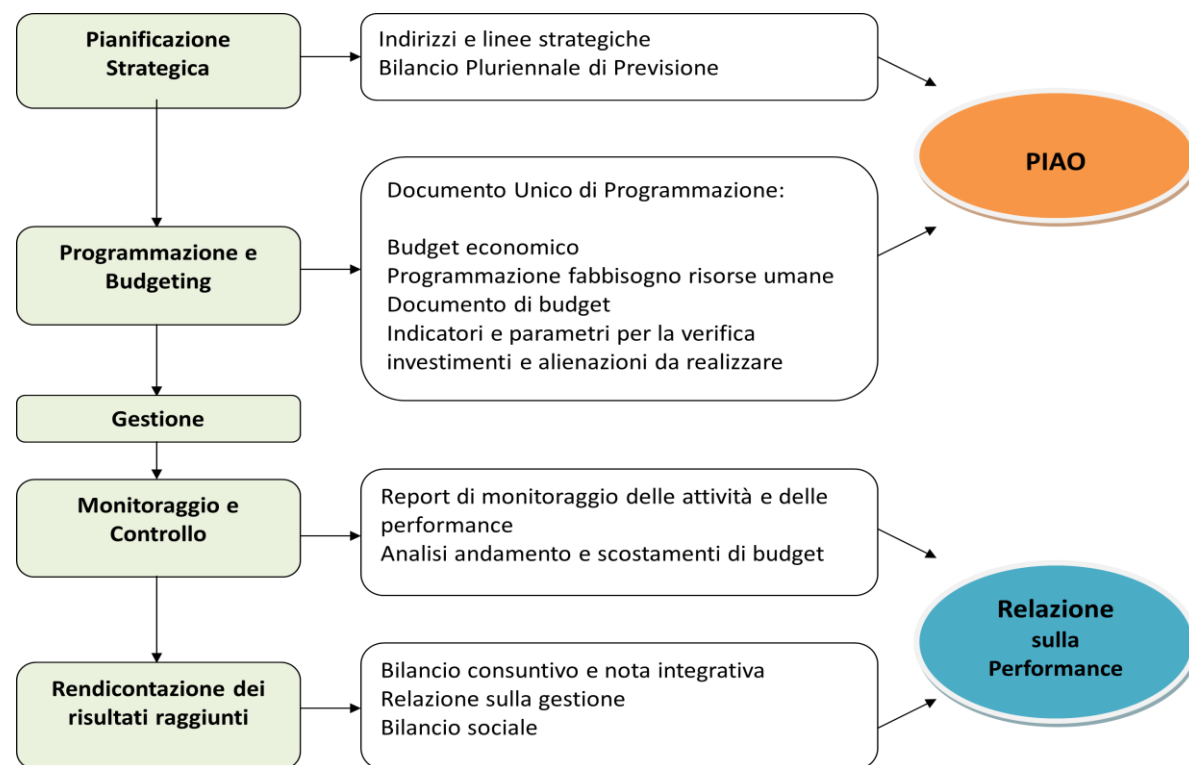 Pianificazione
Strategica
Indirizzi e linee strategiche
Bilancio Pluriennale di Previsione
PIAO
Programmazione e
Budgeting
Documento Unico di Programmazione:
Budget economico
Programmazione fabbisogno risorse umane
Documento di budget
Indicatori e parametri per la verifica
investimenti e alienazioni da realizzare
Gestione
Monitoraggio e
Controllo
Report di monitoraggio delle attività e delle
performance
Analisi andamento e scostamenti di budget
Relazione
sulla
Performance
Rendicontazione dei
risultati raggiunti
Bilancio consuntivo e nota integrativa
Relazione sulla gestione
Bilancio sociale